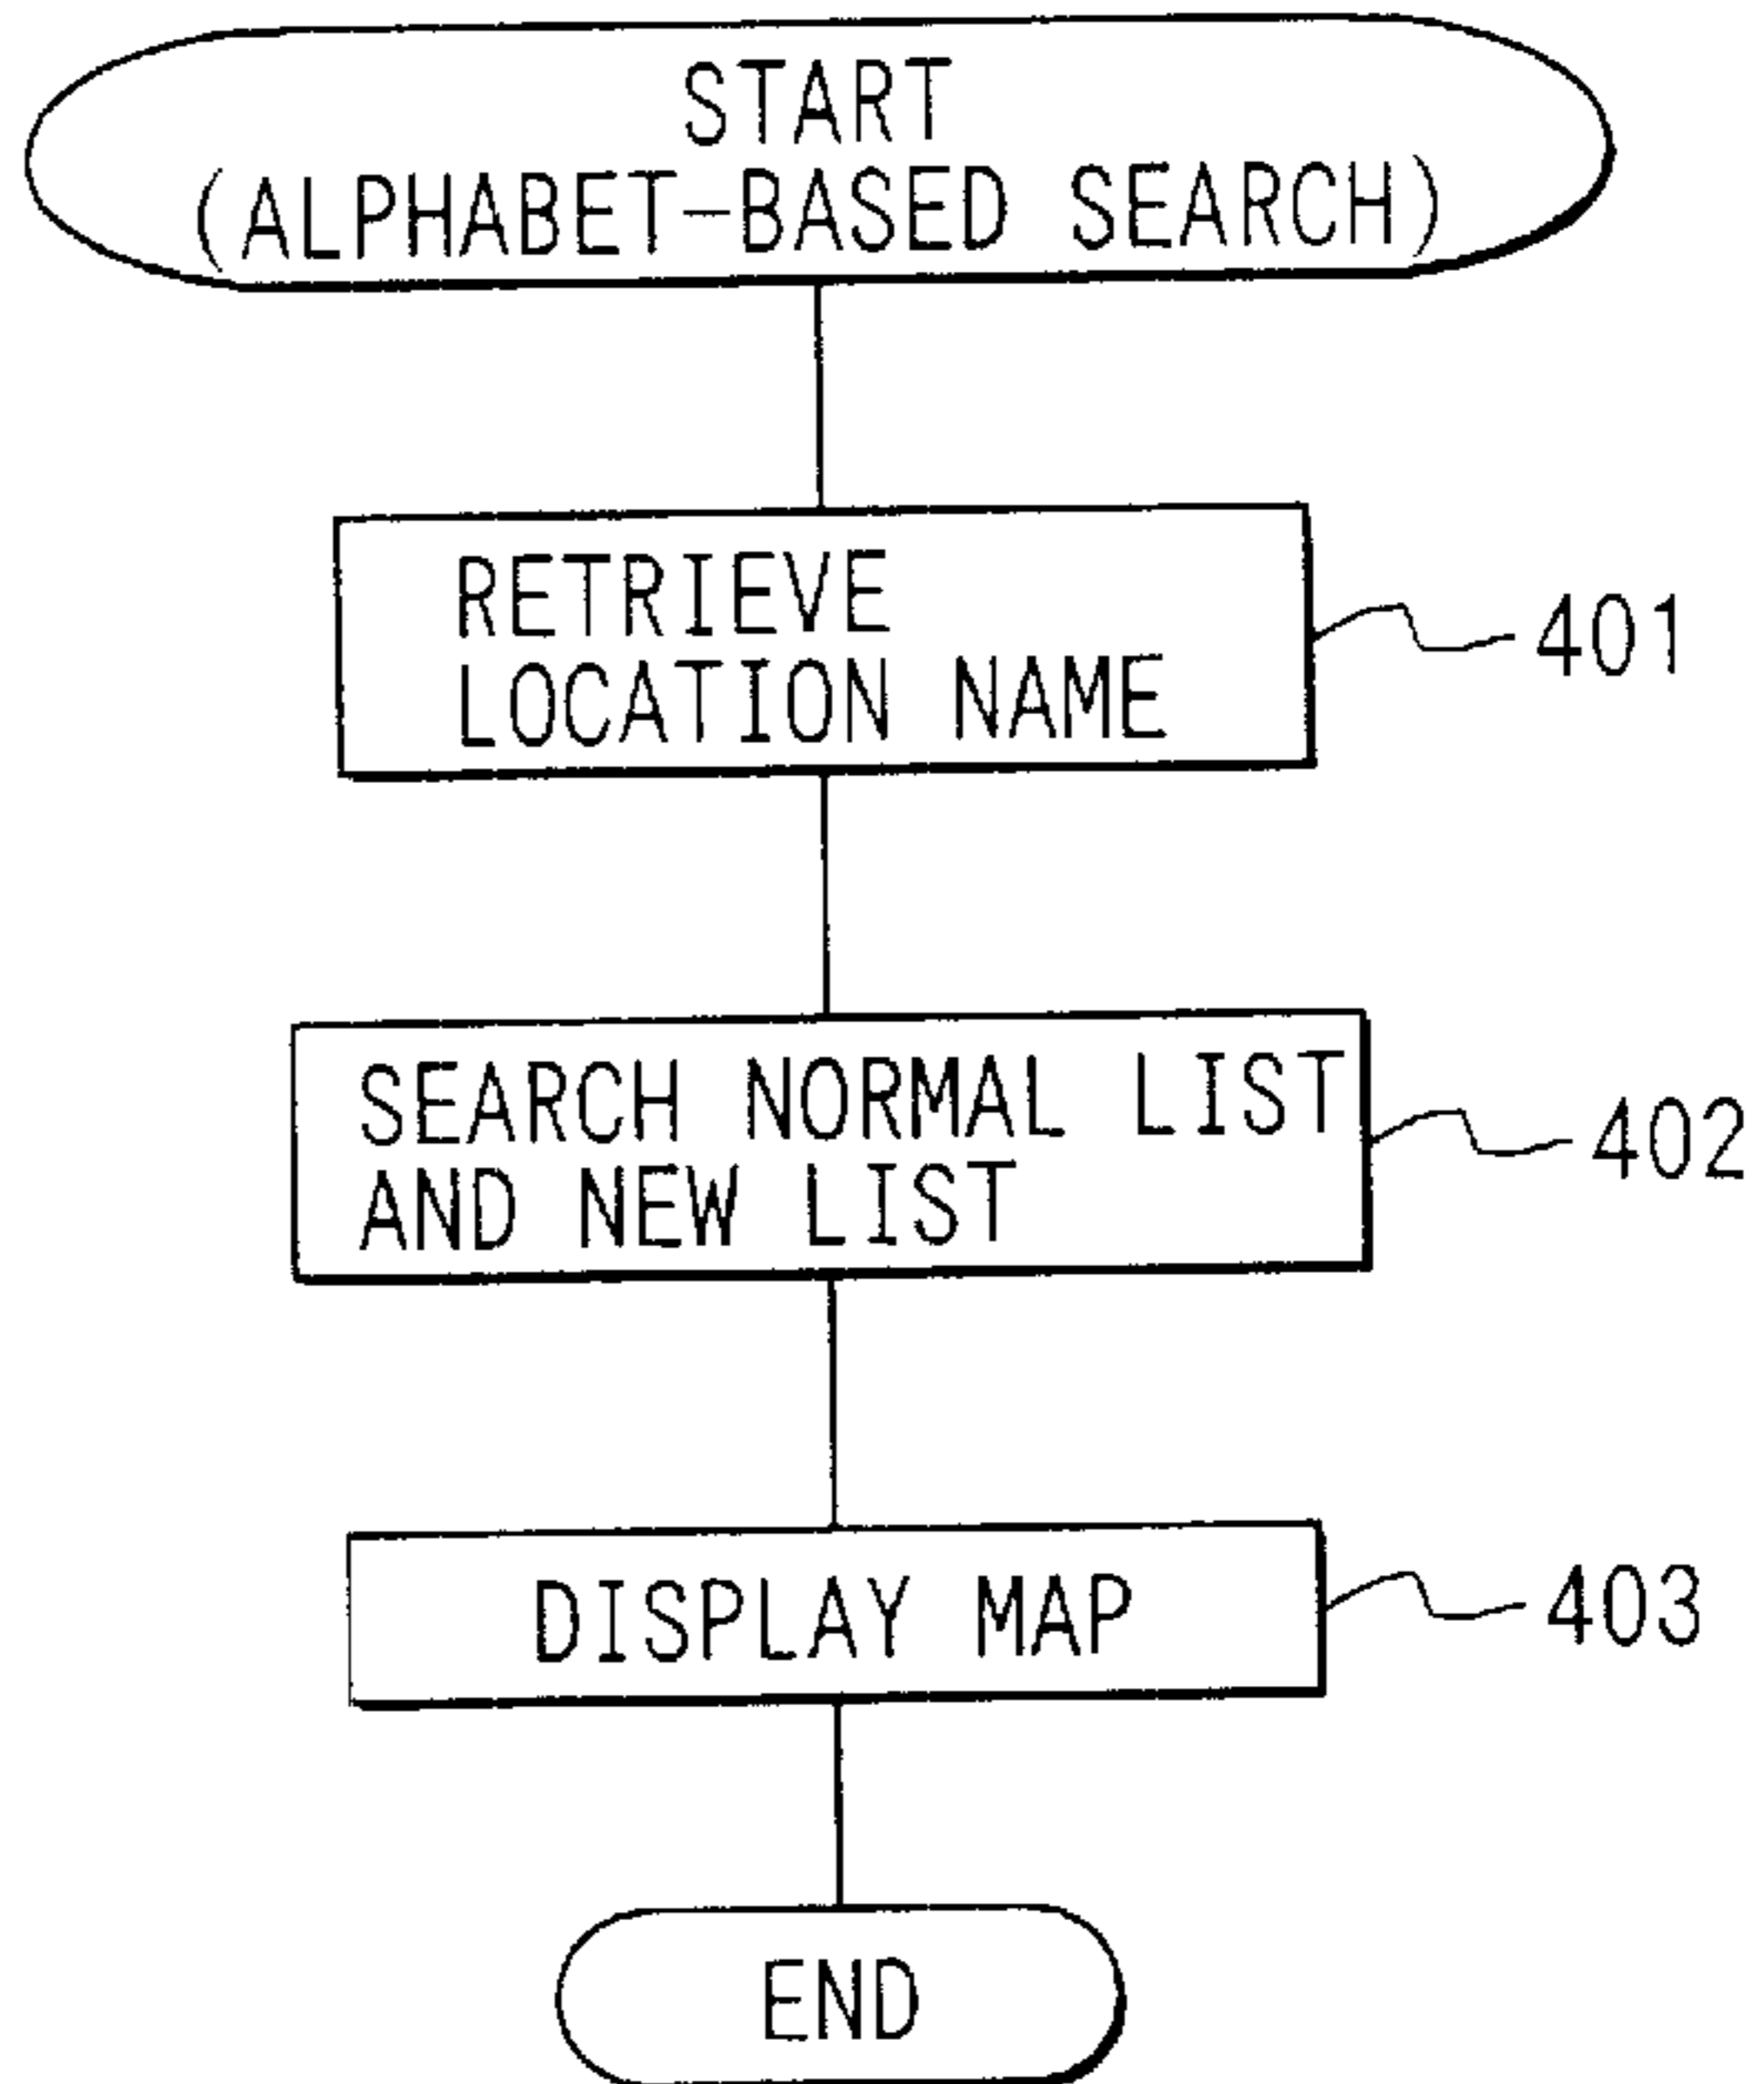 START
(ALPHABET-BASED SEARCH)
RETRIEVE
LOCATION NAME
401
SEARCH NORMAL LIST
AND NEW LIST
402
DISPLAY MAP
403
END